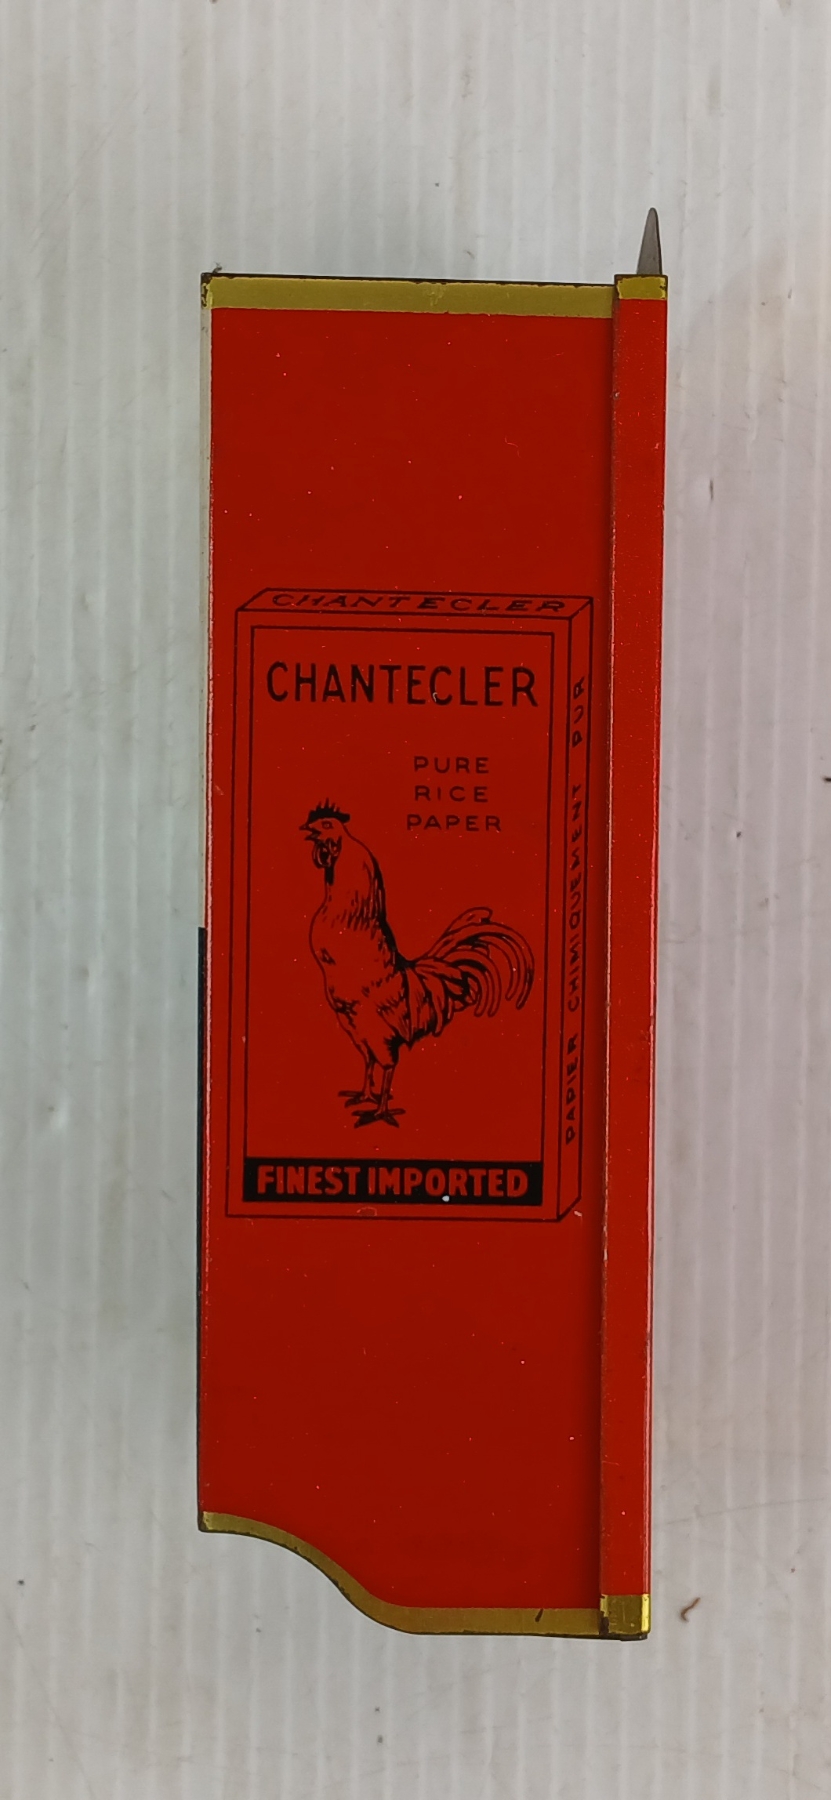 CHANTECLER
CHANTECLER
PURE
RICE
PAPER
PAPIER CHIMIQUEMENT PUR
FINEST IMPORTED